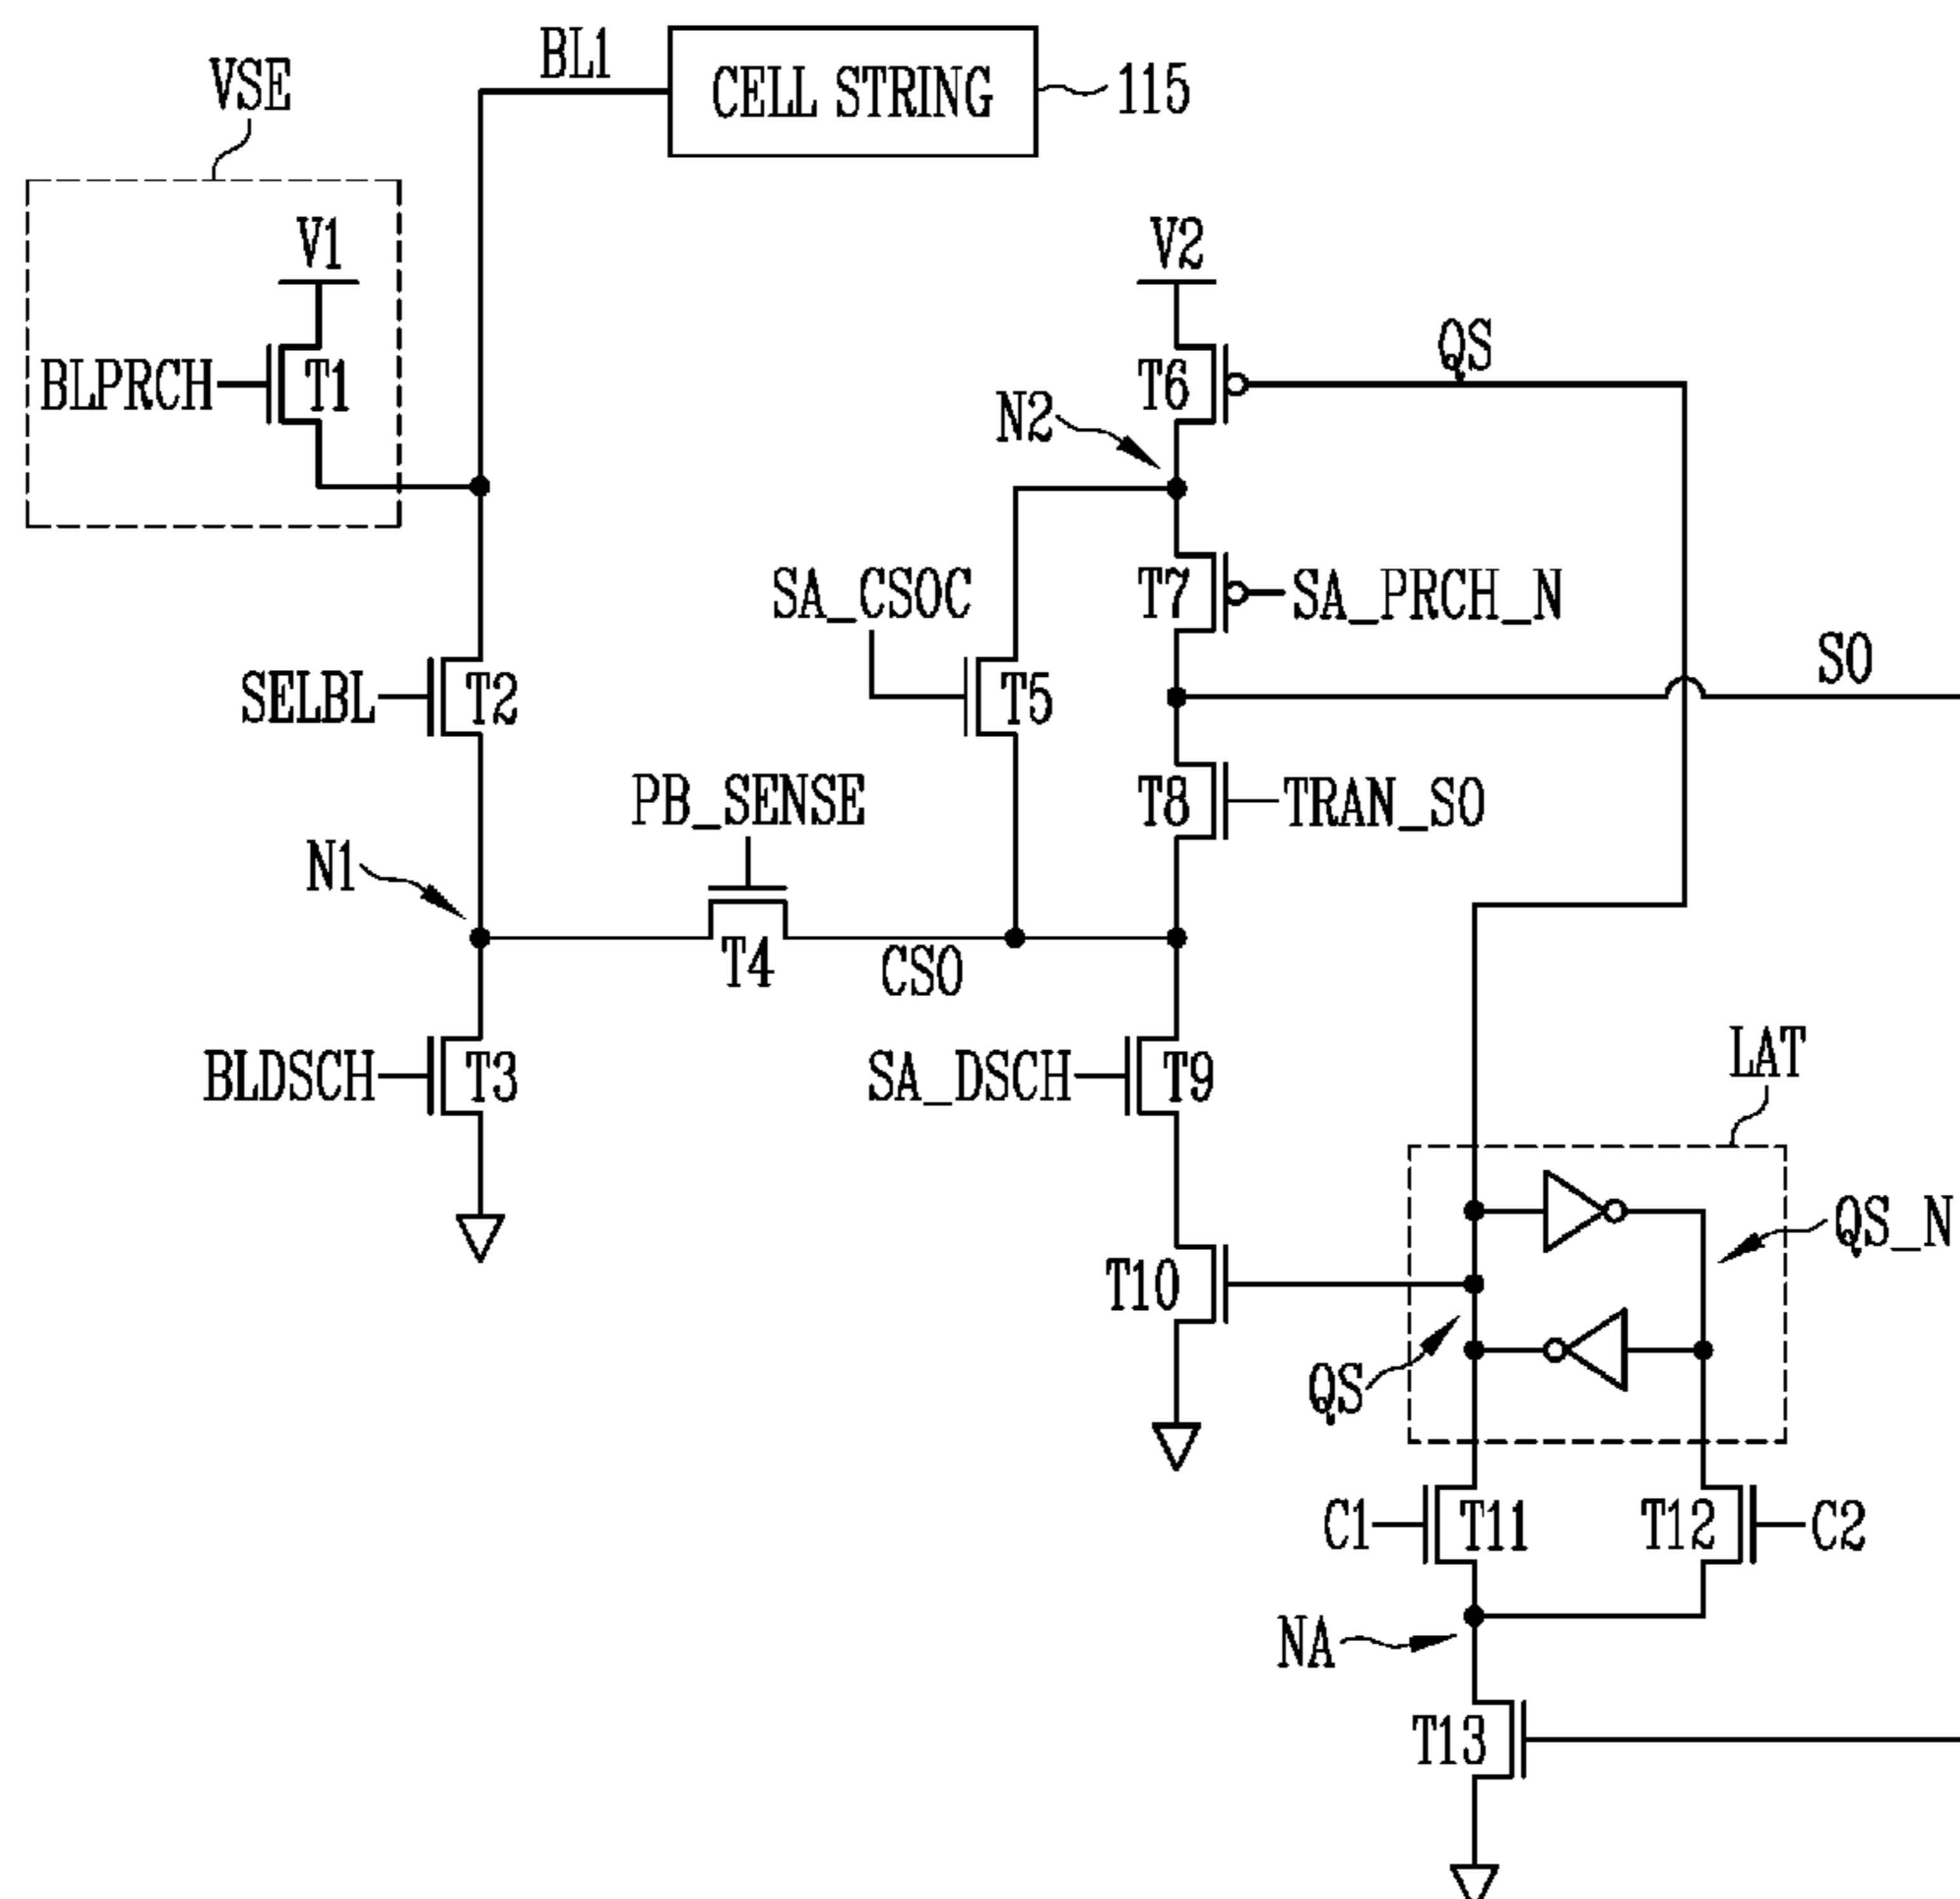 BL1
VSE
CELL STRING
115
V1
V2
BLPRCH
T1
T6
QS
N2
SA_CSOC
T7
SA_PRCH_N
SO
SELBL
T2
T5
PB_SENSE
T8
TRAN_SO
N1
T4
CSO
BLDSCH
T3
SA_DSCH
T9
LAT
QS_N
T10
QS
C1
T11
T12
C2
NA
T13